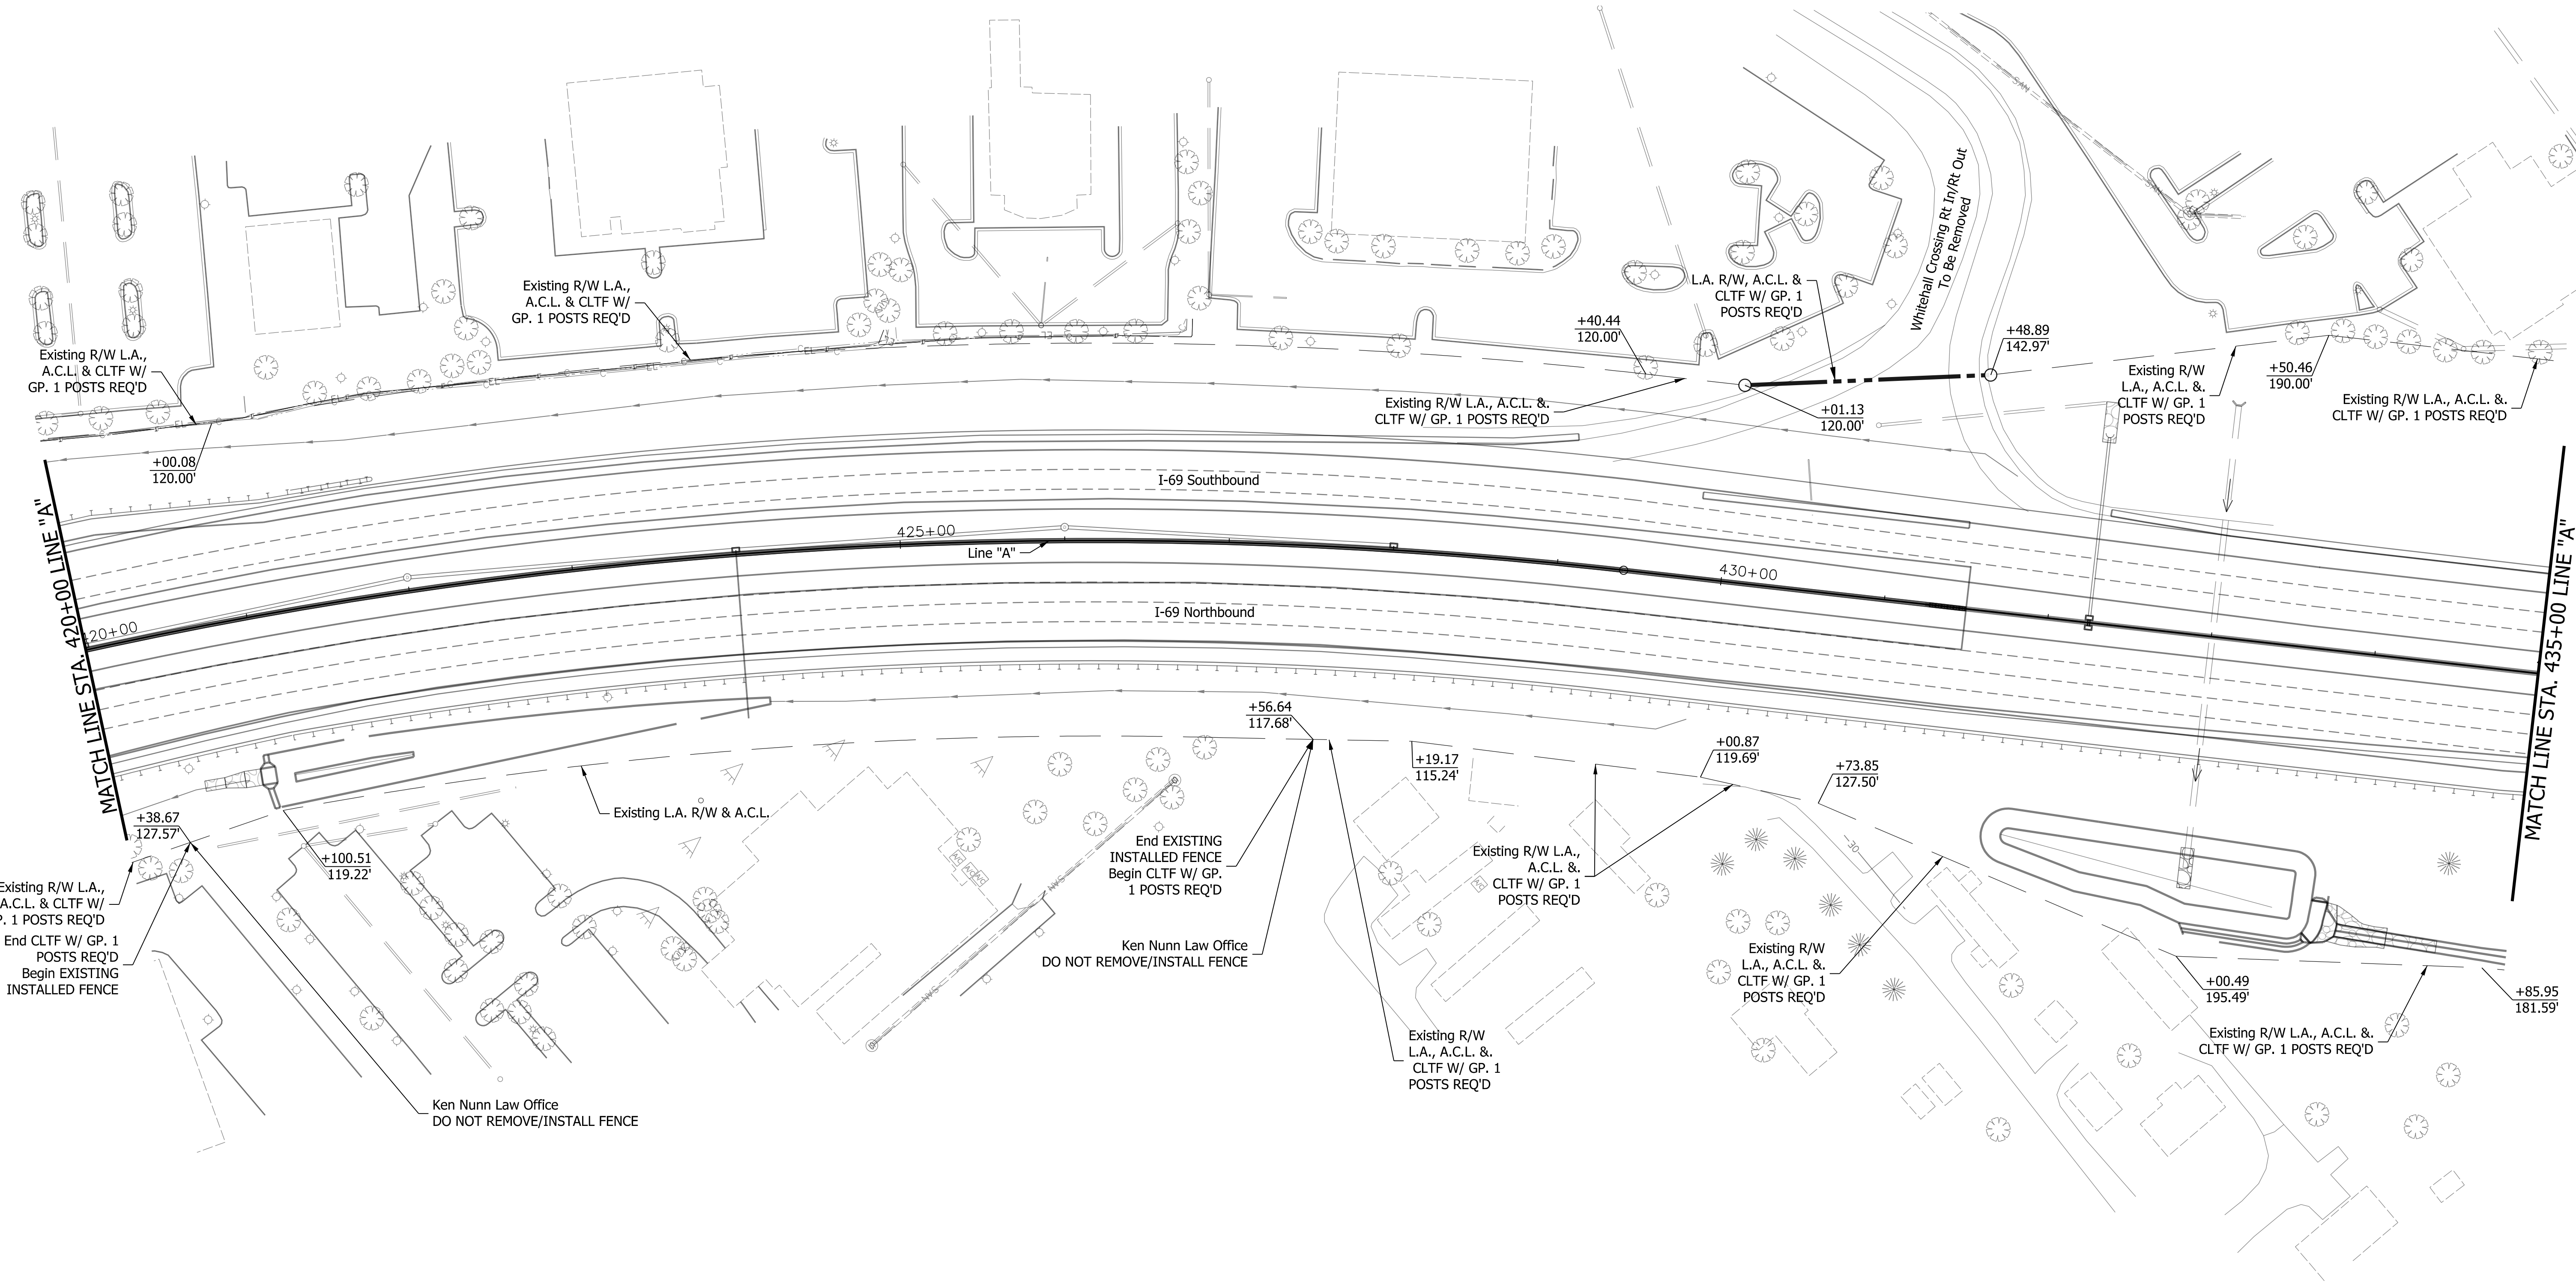 SAN
Whitehall Crossing Rt In/Rt Out
To Be Removed
Existing R/W L.A.,
A.C.L. & CLTF W/
GP. 1 POSTS REQ'D
L.A. R/W, A.C.L. &
CLTF W/ GP. 1
POSTS REQ'D
+40.44
120.00'
+48.89
142.97'
Existing R/W L.A.,
A.C.L. & CLTF W/
GP. 1 POSTS REQ'D
Existing R/W
L.A., A.C.L. &.
CLTF W/ GP. 1
POSTS REQ'D
+50.46
190.00'
Existing R/W L.A., A.C.L. &.
CLTF W/ GP. 1 POSTS REQ'D
Existing R/W L.A., A.C.L. &.
CLTF W/ GP. 1 POSTS REQ'D
+01.13
120.00'
+00.08
120.00'
I-69 Southbound
425+00
Line "A"
430+00
I-69 Northbound
420+00
MATCH LINE STA. 420+00 LINE "A"
MATCH LINE STA. 435+00 LINE "A"
+56.64
117.68'
+19.17
115.24'
+00.87
119.69'
+73.85
127.50'
Existing L.A. R/W & A.C.L.
+38.67
127.57'
+100.51
119.22'
End EXISTING
INSTALLED FENCE
Begin CLTF W/ GP.
1 POSTS REQ'D
Existing R/W L.A.,
A.C.L. &.
CLTF W/ GP. 1
POSTS REQ'D
30
A/C
A/C
A/C
A/C
SAN
SAN
Existing R/W L.A.,
A.C.L. & CLTF W/
P. 1 POSTS REQ'D
End CLTF W/ GP. 1
POSTS REQ'D
Begin EXISTING
INSTALLED FENCE
Ken Nunn Law Office
DO NOT REMOVE/INSTALL FENCE
Existing R/W
L.A., A.C.L. &.
CLTF W/ GP. 1
POSTS REQ'D
+00.49
195.49'
+85.95
181.59'
Existing R/W L.A., A.C.L. &.
CLTF W/ GP. 1 POSTS REQ'D
Existing R/W
L.A., A.C.L. &.
CLTF W/ GP. 1
POSTS REQ'D
Ken Nunn Law Office
DO NOT REMOVE/INSTALL FENCE